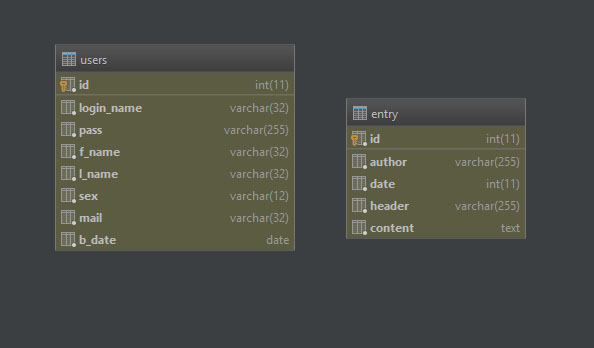 users
id int(11)
login_name varchar(32)
pass varchar(255)
f_name varchar(32)
l_name varchar(32)
sex varchar(12)
mail varchar(32)
b_date date
entry
id int(11)
author varchar(255)
date int(11)
header varchar(255)
content text